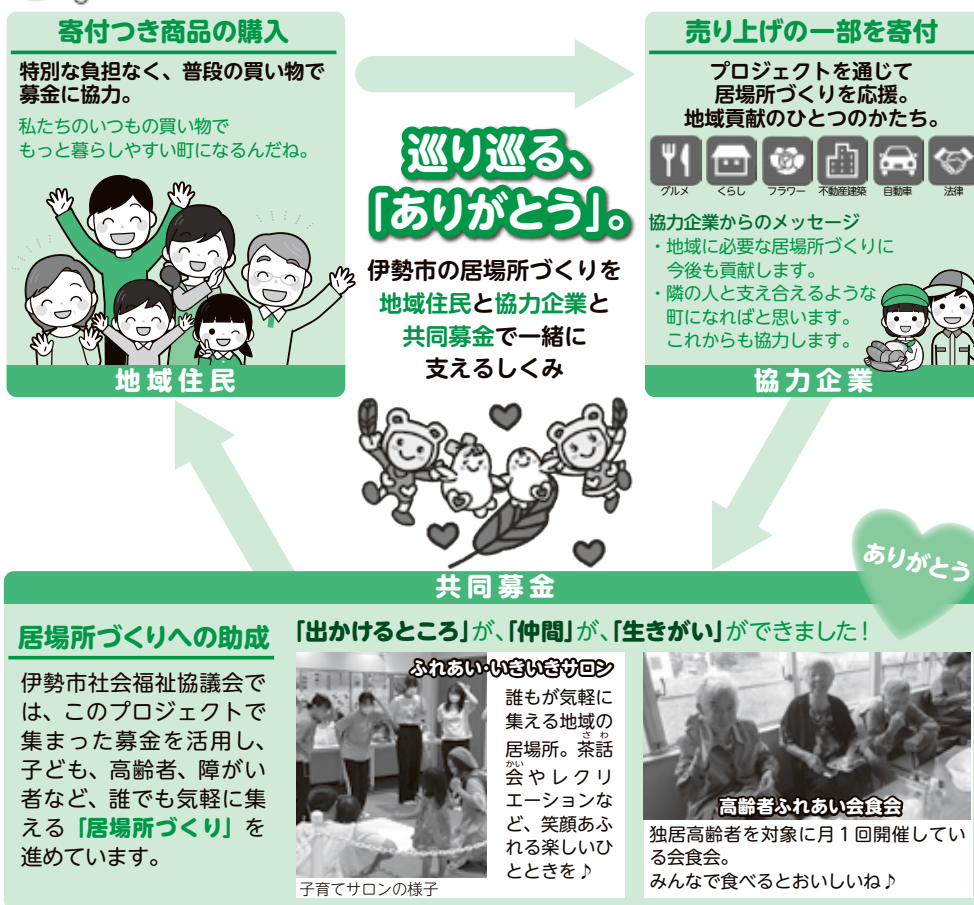 寄付つき商品の購入
特別な負担なく、普段の買い物で
募金に協力。
私たちのいつもの買い物で
もっと暮らしやすい町になるんだね。
地域住民
巡り巡る、
「ありがとう」。
伊勢市の居場所づくりを
地域住民と協力企業と
共同募金で一緒に
支えるしくみ
売り上げの一部を寄付
プロジェクトを通じて
居場所づくりを応援。
地域貢献のひとつのかたち。
グルメ くらし フラワー 不動産建築 自動車 法律
協力企業からのメッセージ
・地域に必要な居場所づくりに
今後も貢献します。
・隣の人と支え合えるような
町になればと思います。
これからも協力します。
協力企業
ありがとう
共同募金
居場所づくりへの助成
伊勢市社会福祉協議会で
は、このプロジェクトで
集まった募金を活用し、
子ども、高齢者、障がい
者など、誰でも気軽に集
える「居場所づくり」を
進めています。
「出かけるところ」が、「仲間」が、「生きがい」ができました!
ふれあい・いきいきサロン
誰もが気軽に
集える地域の
さわ
居場所。茶話
かい
会やレクリ
エーションな
ど、笑顔あふ
れる楽しいひ
とときを♪
子育てサロンの様子
高齢者ふれあい会食会
独居高齢者を対象に月1回開催してい
る会食会。
みんなで食べるとおいしいね♪